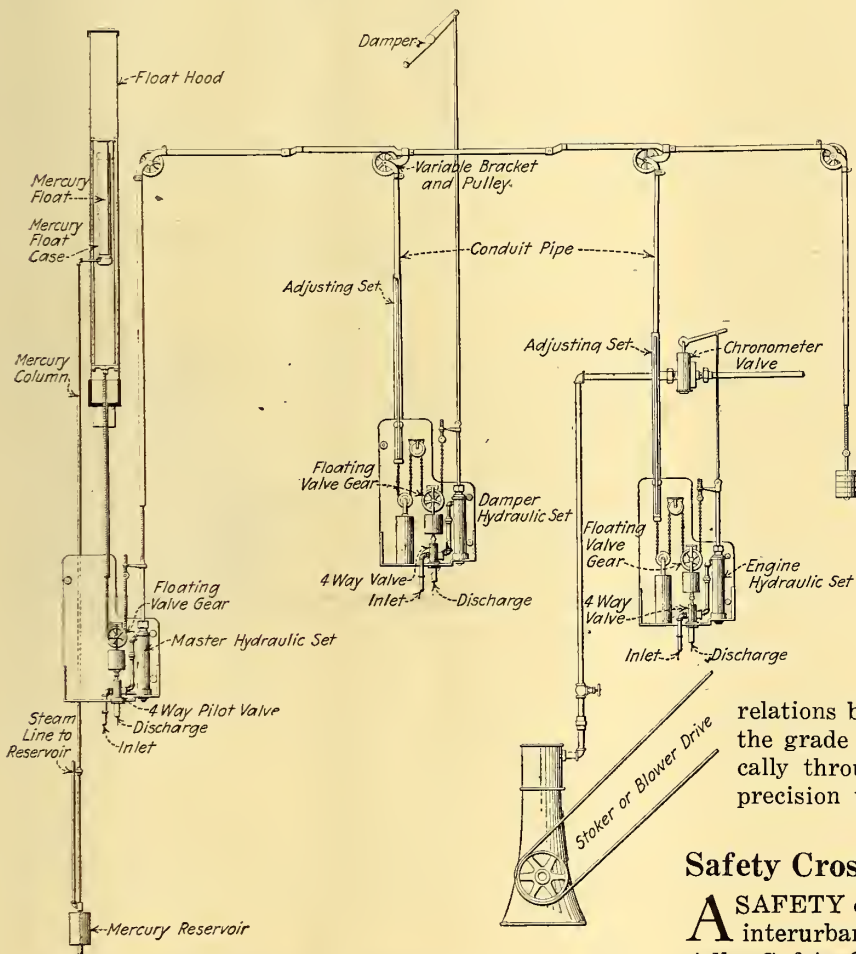 Damper
Float Hood
Mercury
Float
Mercury
Float
Case
Variable Bracket
and Pulley.
Conduit Pipe
Adjusting Set
Adjusting Set
Chronometer
Valve
Mercury
Column
Floating
Valve Gear
Damper
Hydraulic Set
4 Way Valve
Inlet
Discharge
Floating
Valve
Gear
Engine
Hydraulic Set
4 Way
Valve
Inlet
Discharge
Floating
Valve Gear
Master Hydraulic Set
4 Way Pilot Valve
Discharge
Inlet
Steam
Line to
Reservoir
Stoker or Blower Drive
Mercury Reservoir
relations b
the grade
cally throu
precision
Safety Cros
A SAFETY
interurban